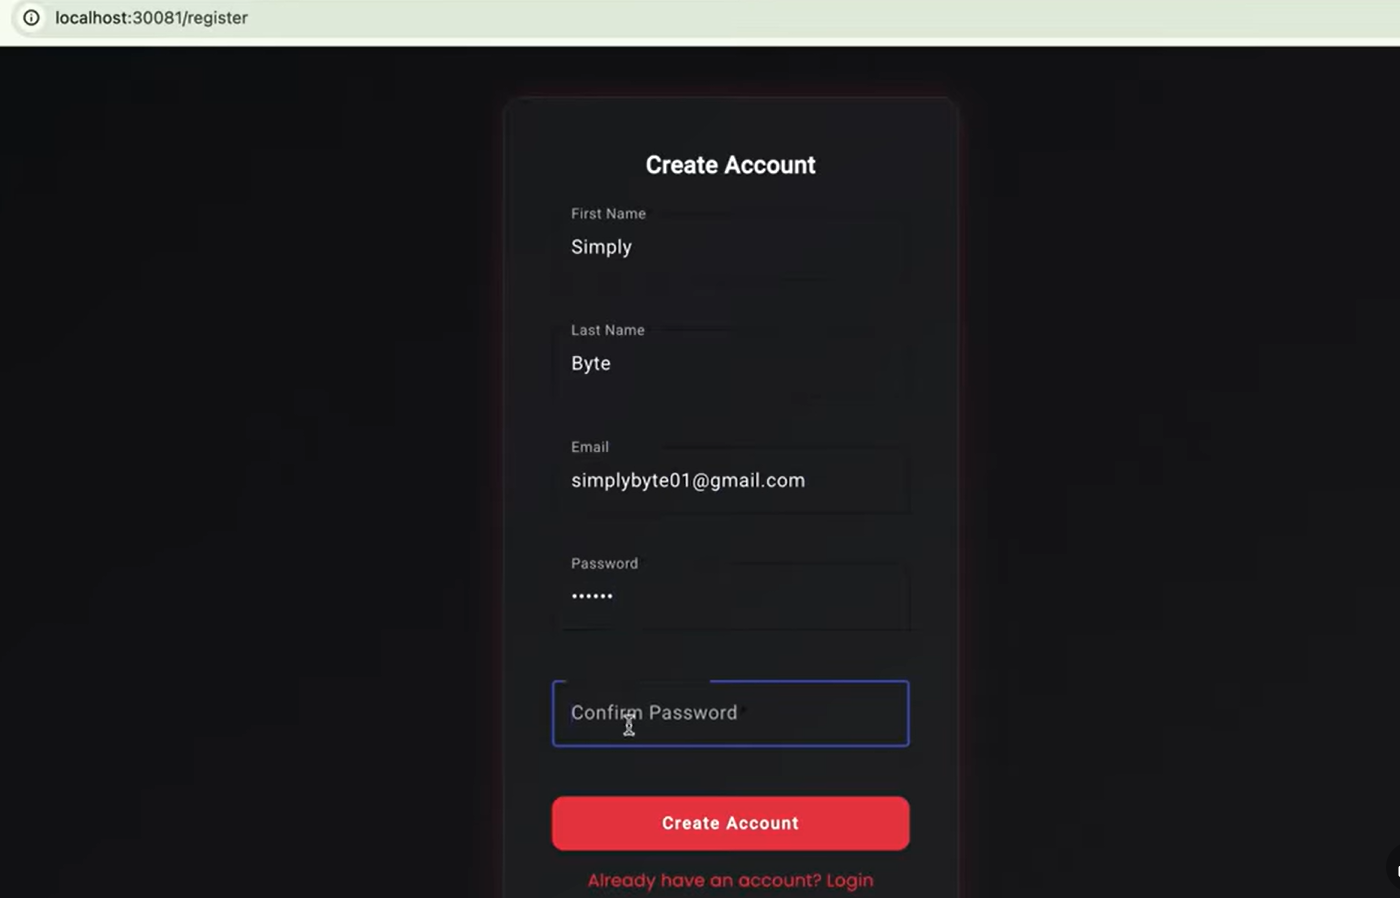 localhost:30081/register
Create Account
First Name
Simply
Last Name
Byte
Email
simplybyte01@gmail.com
Password
••••••
Confirm Password
Create Account
Already have an account? Login